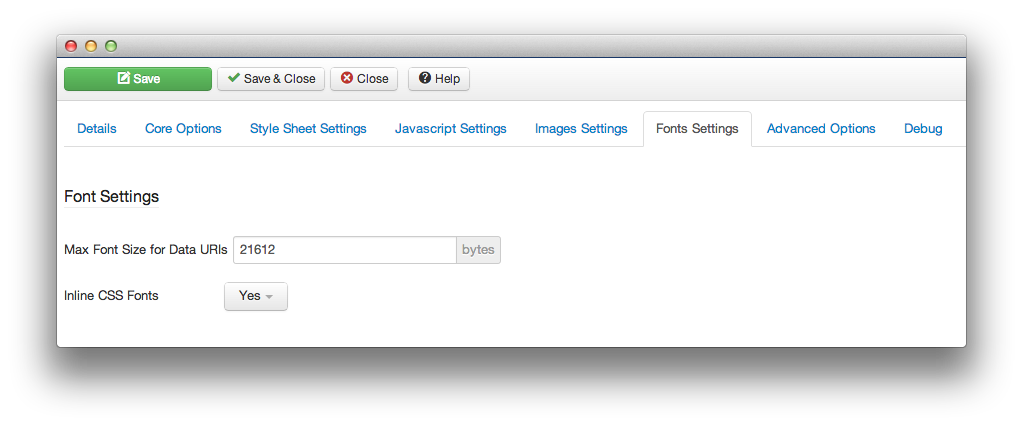 Save Save & Close Close Help
Details Core Options Style Sheet Settings Javascript Settings Images Settings Fonts Settings Advanced Options Debug
Font Settings
Max Font Size for Data URIs 21612 bytes
Inline CSS Fonts Yes